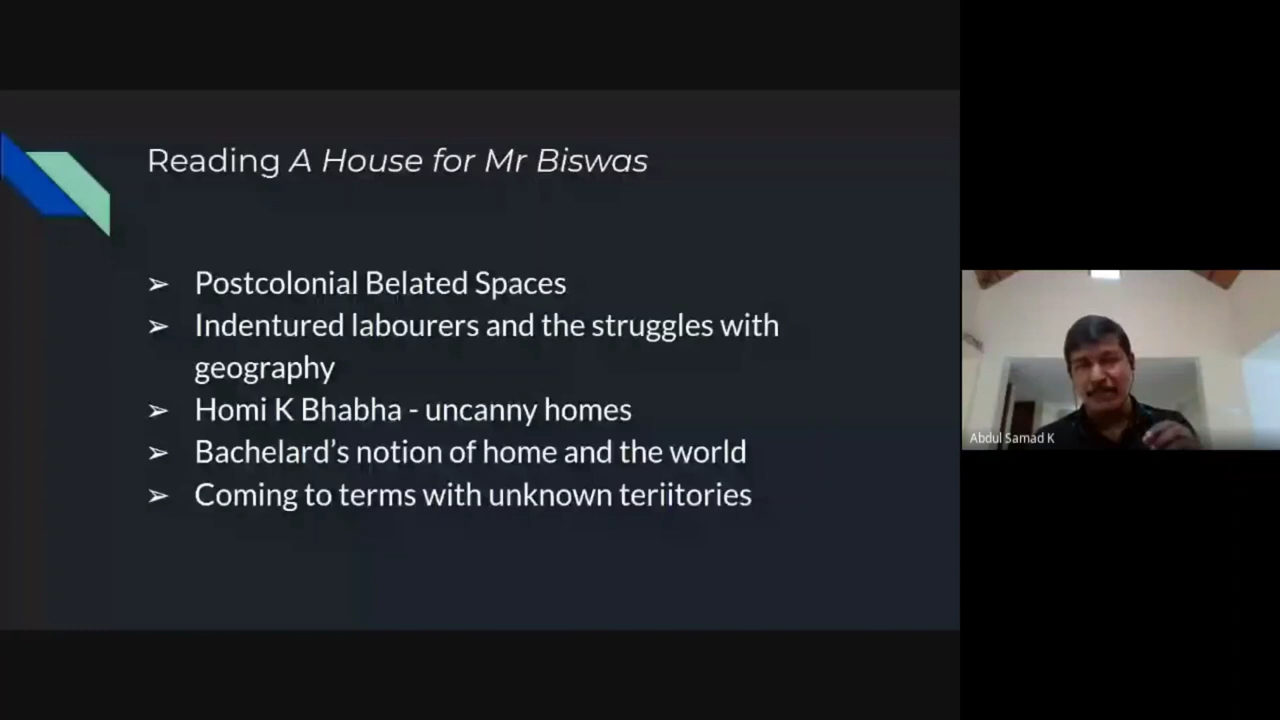 Reading A House for Mr Biswas
➢ Postcolonial Belated Spaces
➢ Indentured labourers and the struggles with
geography
➢ Homi K Bhabha - uncanny homes
➢ Bachelard's notion of home and the world
➢ Coming to terms with unknown teriitories
Abdul Samad K